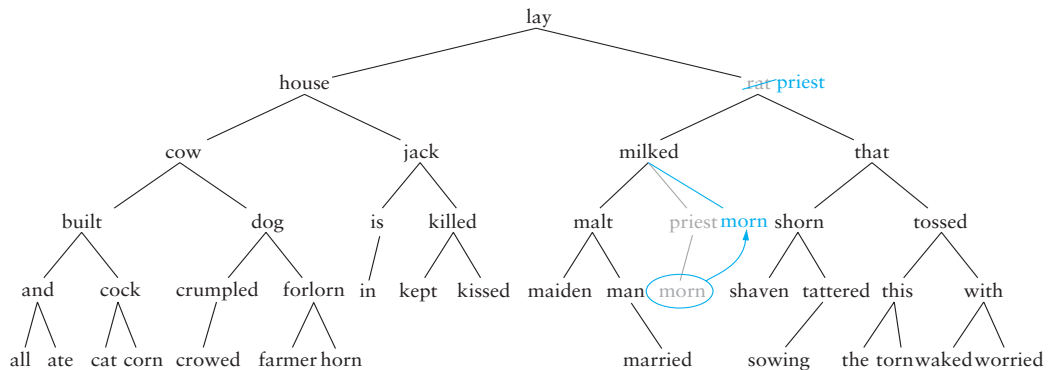 lay
house rat priest
cow jack milked that
built dog is killed malt priest morn shorn tossed
and cock crumpled forlorn in kept kissed maiden man morn shaven tattered this with
all ate cat corn crowed farmer horn married sowing the torn waked worried